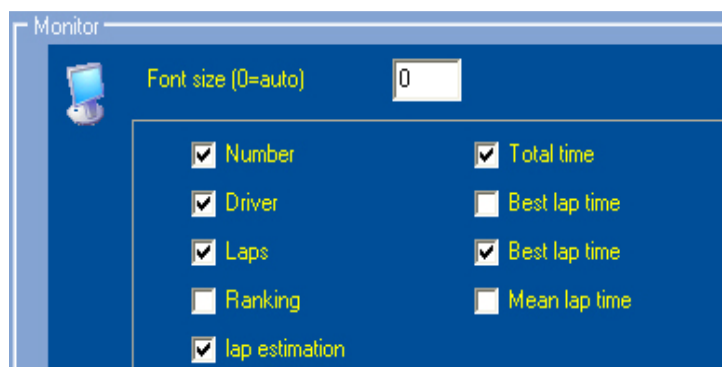 Monitor
Font size (0=auto) 0
Number Total time
Driver Best lap time
Laps Best lap time
Ranking Mean lap time
lap estimation